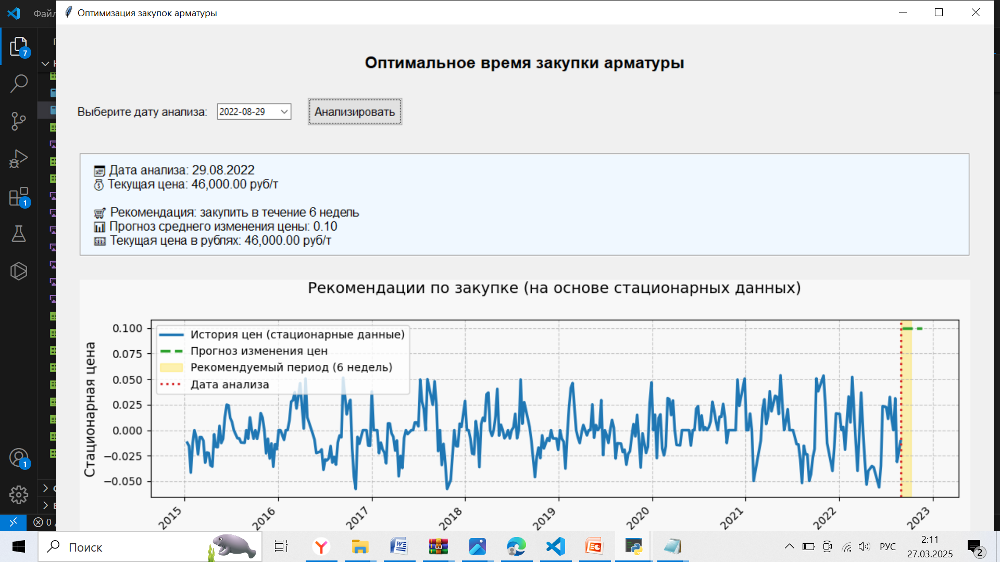 Файл
Оптимизация закупок арматуры
Оптимальное время закупки арматуры
Выберите дату анализа:
2022-08-29
Анализировать
Дата анализа: 29.08.2022
Текущая цена: 46,000.00 руб/т
Рекомендация: закупить в течение 6 недель
Прогноз среднего изменения цены: 0.10
Текущая цена в рублях: 46,000.00 руб/т
Рекомендации по закупке (на основе стационарных данных)
Стационарная цена
0.100
0.075
0.050
0.025
0.000
−0.025
−0.050
История цен (стационарные данные)
Прогноз изменения цен
Рекомендуемый период (6 недель)
Дата анализа
2015
2016
2017
2018
2019
2020
2021
2022
2023
7
1
1
0
Поиск
РУС
2:11
27.03.2025
2